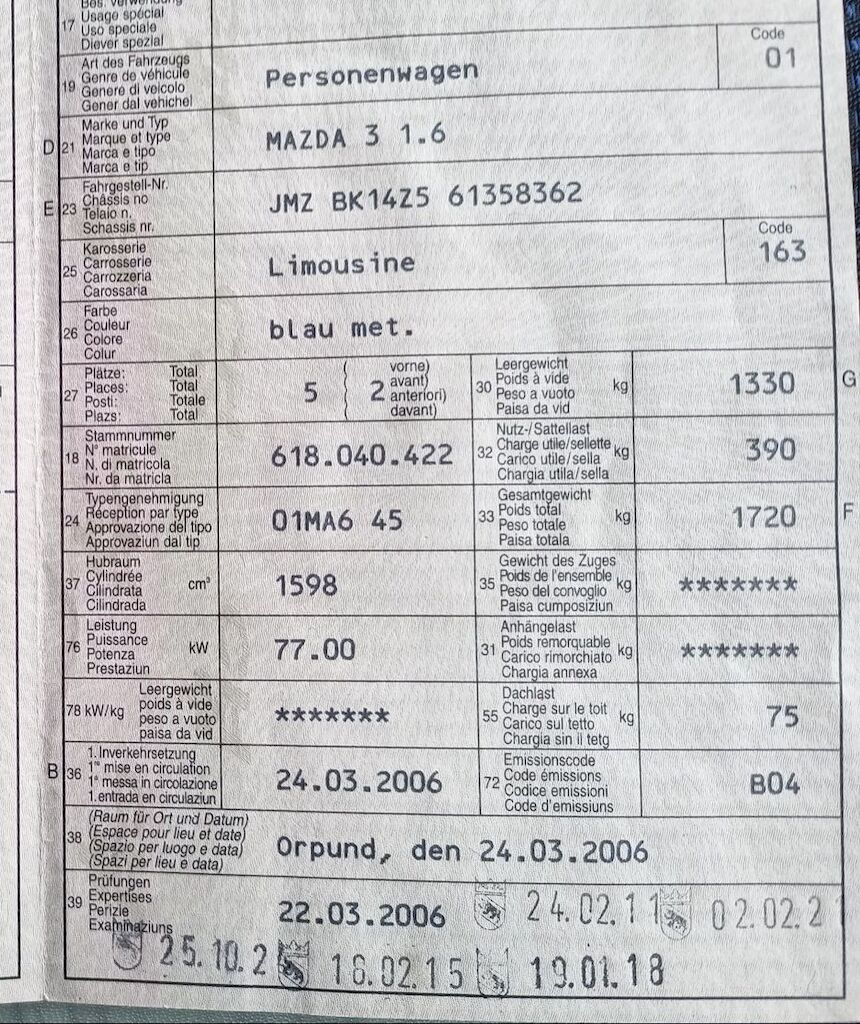 17 Usage spécial
Uso speciale
Diever spezial
19 Art des Fahrzeugs
Genre de véhicule
Genere di veicolo
Gener dal vehichel
Personenwagen
Code
01
D 21 Marke und Typ
Marque et type
Marca e tipo
Marca e tip
MAZDA 3 1.6
E 23 Fahrgestell-Nr.
Châssis no
Telaio n.
Schassis nr.
JMZ BK14Z5 61358362
25 Karosserie
Carrosserie
Carrozzeria
Carossaria
Limousine
Code
163
26 Farbe
Couleur
Colore
Colur
blau met.
27 Plätze: Total
Places: Total
Posti: Totale
Plazs: Total
5 ( 2 vorne)
avant)
anteriori)
davant)
30 Leergewicht
Poids à vide
Peso a vuoto
Paisa da vid
kg
1330
G
18 Stammnummer
N° matricule
N. di matricola
Nr. da matricla
618.040.422
32 Nutz-/Sattellast
Charge utile/sellette
Carico utile/sella
Chargia utila/sella
kg
390
24 Typengenehmigung
Réception par type
Approvazione del tipo
Approvaziun dal tip
01MA6 45
33 Gesamtgewicht
Poids total
Peso totale
Paisa totala
kg
1720
F
37 Hubraum
Cylindrée
Cilindrata
Cilindrada
cm³
1598
35 Gewicht des Zuges
Poids de l'ensemble
Peso del convoglio
Paisa cumposiziun
kg
*******
76 Leistung
Puissance
Potenza
Prestaziun
kW
77.00
31 Anhängelast
Poids remorquable
Carico rimorchiato
Chargia annexa
kg
*******
78 kW/kg Leergewicht
poids à vide
peso a vuoto
paisa da vid
*******
55 Dachlast
Charge sur le toit
Carico sul tetto
Chargia sin il tetg
kg
75
B 36 1. Inverkehrsetzung
1re mise en circulation
1a messa in circolazione
1. entrada en circulaziun
24.03.2006
72 Emissionscode
Code émissions
Codice emissioni
Code d'emissiuns
B04
38 (Raum für Ort und Datum)
(Espace pour lieu et date)
(Spazio per luogo e data)
(Spazi per lieu e data)
Orpund, den 24.03.2006
39 Prüfungen
Expertises
Perizie
Examinaziuns
22.03.2006
24.02.11
02.02.2
25.10.2
16.02.15
19.01.18